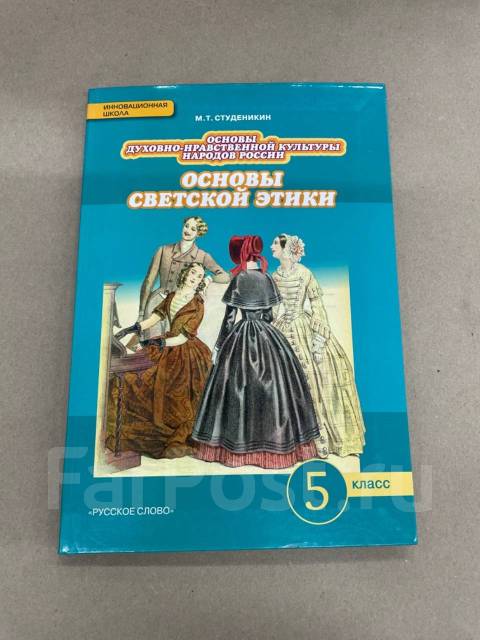 ИННОВАЦИОННАЯ
ШКОЛА
М.Т. СТУДЕНИКИН
ОСНОВЫ
ДУХОВНО-НРАВСТВЕННОЙ КУЛЬТУРЫ
НАРОДОВ РОССИИ
ОСНОВЫ
СВЕТСКОЙ ЭТИКИ
5 КЛАСС
«РУССКОЕ СЛОВО»
FarPost.ru